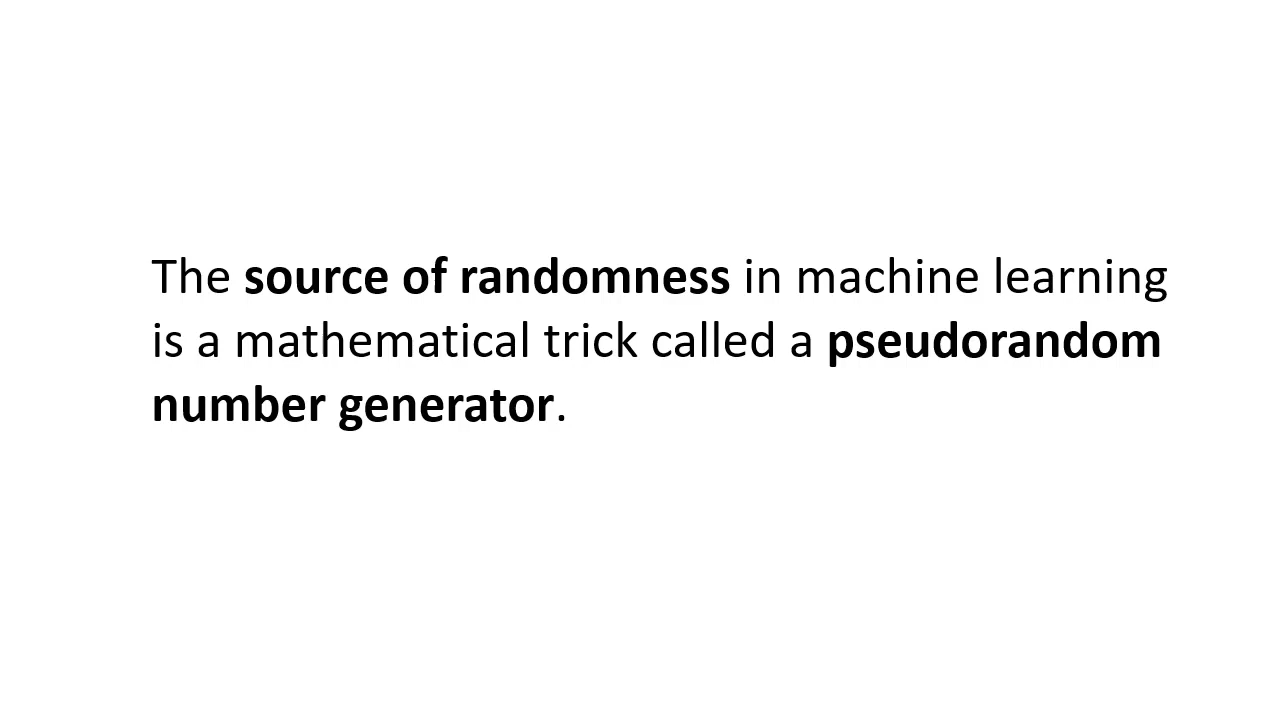 The source of randomness in machine learning
is a mathematical trick called a pseudorandom
number generator.